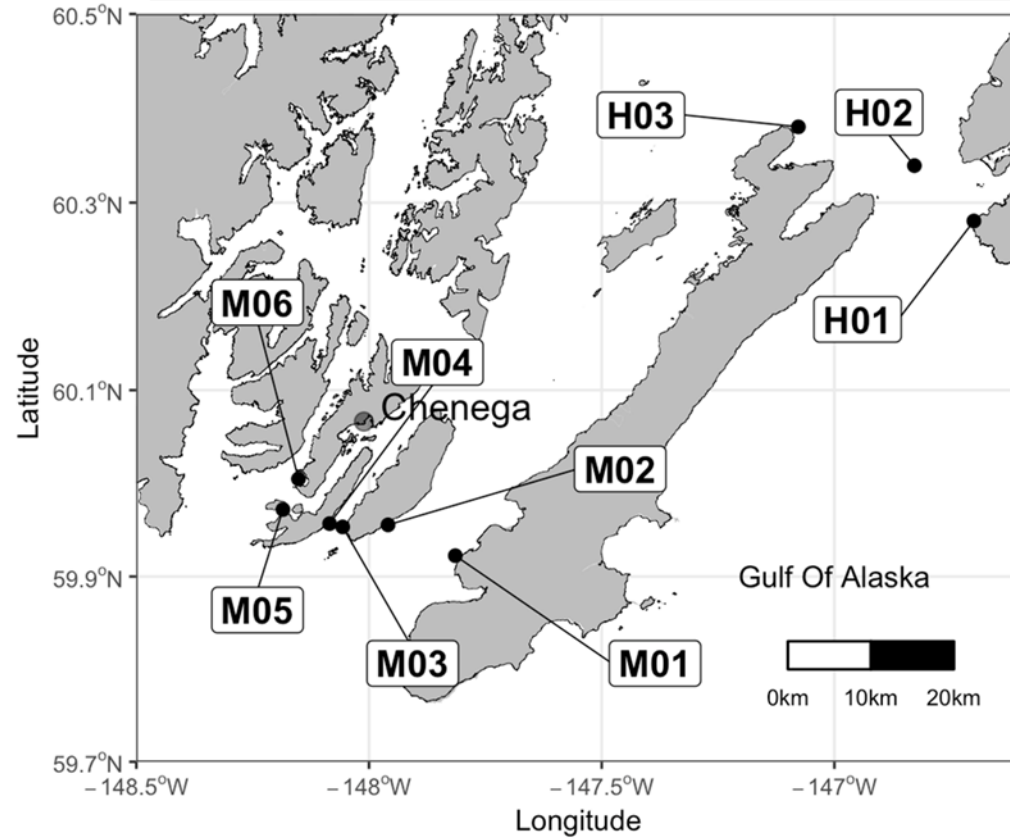 60.5°N
H03
H02
60.3°N
M06
H01
M04
Latitude
60.1°N
Chenega
M02
59.9°N
Gulf Of Alaska
M05
M03
M01
0km
10km
20km
59.7°N
−148.5°W
−148°W
−147.5°W
−147°W
Longitude